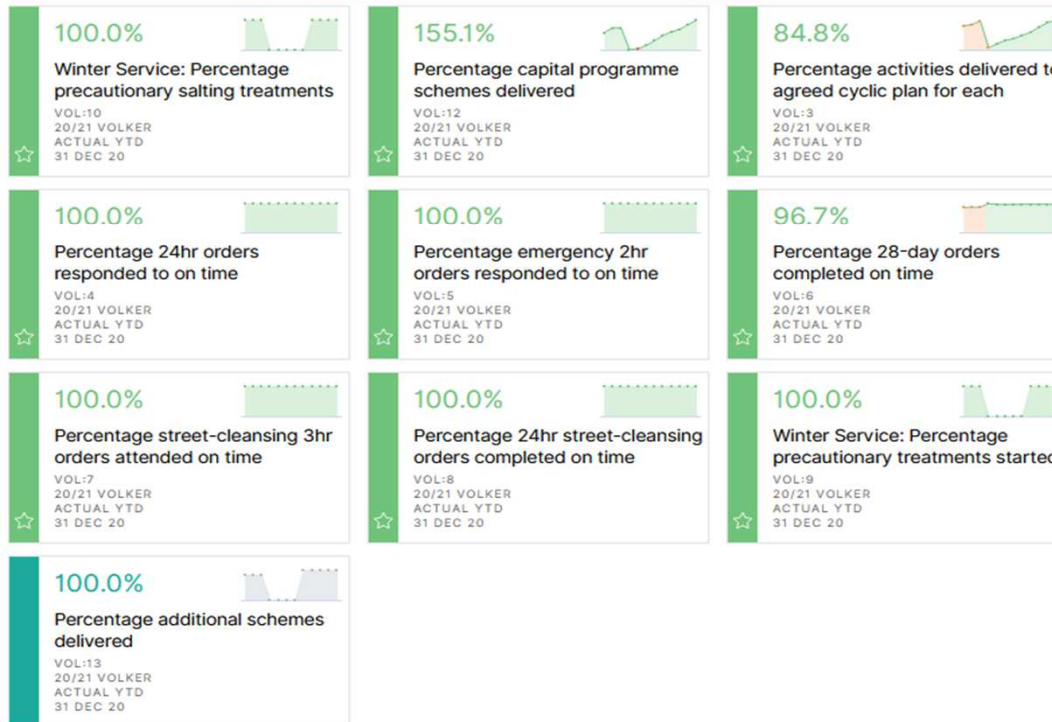 100.0%
Winter Service: Percentage
precautionary salting treatments
VOL:10
20/21 VOLKER
ACTUAL YTD
31 DEC 20
155.1%
Percentage capital programme
schemes delivered
VOL:12
20/21 VOLKER
ACTUAL YTD
31 DEC 20
84.8%
Percentage activities delivered
agreed cyclic plan for each
VOL:3
20/21 VOLKER
ACTUAL YTD
31 DEC 20
100.0%
Percentage 24hr orders
responded to on time
VOL:4
20/21 VOLKER
ACTUAL YTD
31 DEC 20
100.0%
Percentage emergency 2hr
orders responded to on time
VOL:5
20/21 VOLKER
ACTUAL YTD
31 DEC 20
96.7%
Percentage 28-day orders
completed on time
VOL:6
20/21 VOLKER
ACTUAL YTD
31 DEC 20
100.0%
Percentage street-cleansing 3hr
orders attended on time
VOL:7
20/21 VOLKER
ACTUAL YTD
31 DEC 20
100.0%
Percentage 24hr street-cleansing
orders completed on time
VOL:8
20/21 VOLKER
ACTUAL YTD
31 DEC 20
100.0%
Winter Service: Percentage
precautionary treatments started
VOL:9
20/21 VOLKER
ACTUAL YTD
31 DEC 20
100.0%
Percentage additional schemes
delivered
VOL:13
20/21 VOLKER
ACTUAL YTD
31 DEC 20